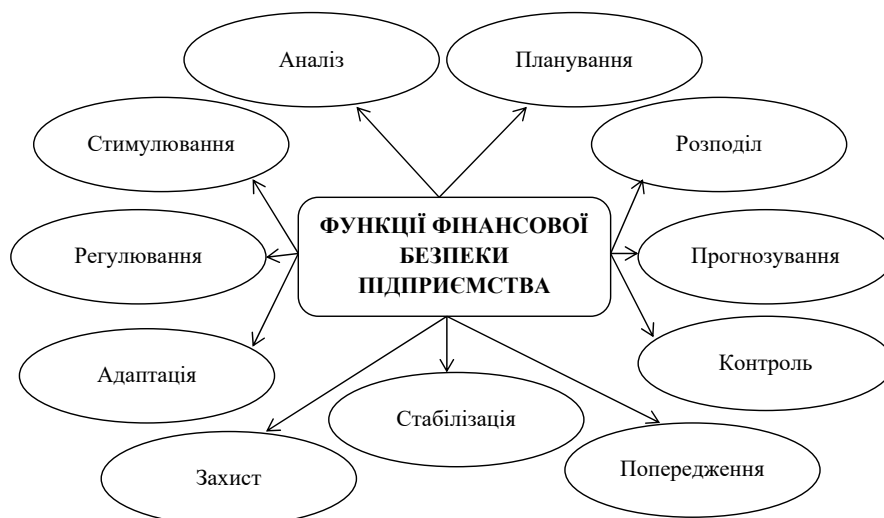 Аналіз
Планування
Стимулювання
Розподіл
ФУНКЦІЇ ФІНАНСОВОЇ
БЕЗПЕКИ
ПІДПРИЄМСТВА
Регулювання
Прогнозування
Адаптація
Контроль
Стабілізація
Захист
Попередження